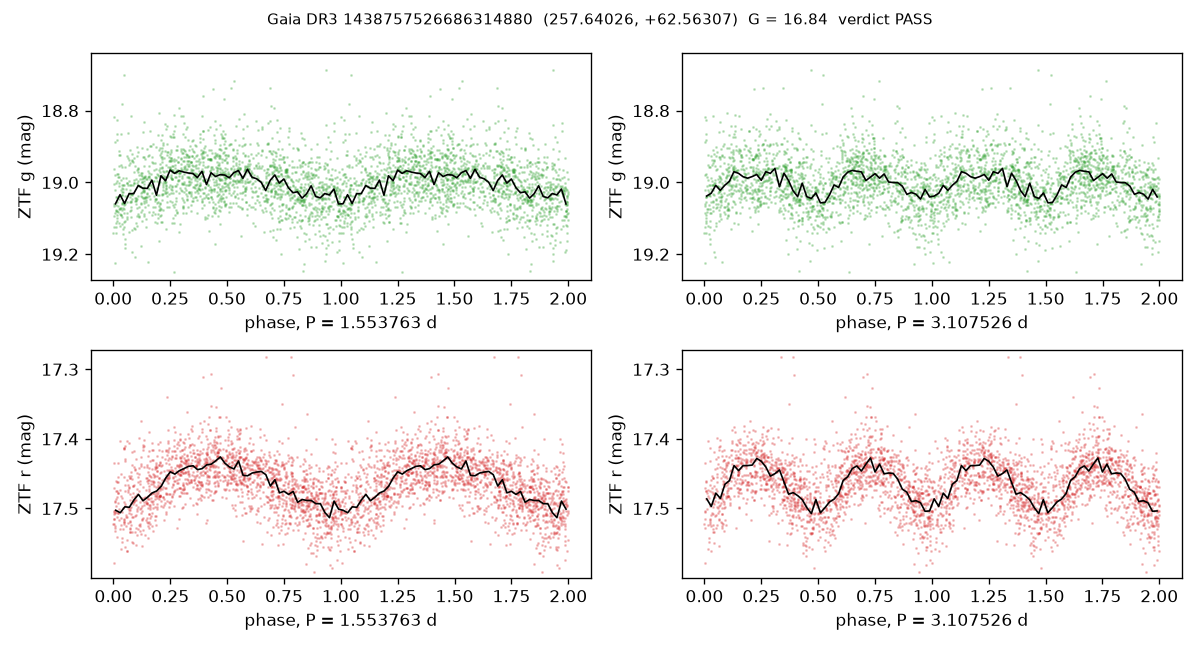 Gaia DR3 1438757526686314880  (257.64026, +62.56307)  G = 16.84  verdict PASS
ZTF g (mag)
18.8
19.0
19.2
0.00 0.25 0.50 0.75 1.00 1.25 1.50 1.75 2.00
phase, P = 1.553763 d
ZTF g (mag)
18.8
19.0
19.2
0.00 0.25 0.50 0.75 1.00 1.25 1.50 1.75 2.00
phase, P = 3.107526 d
ZTF r (mag)
17.3
17.4
17.5
0.00 0.25 0.50 0.75 1.00 1.25 1.50 1.75 2.00
phase, P = 1.553763 d
ZTF r (mag)
17.3
17.4
17.5
0.00 0.25 0.50 0.75 1.00 1.25 1.50 1.75 2.00
phase, P = 3.107526 d